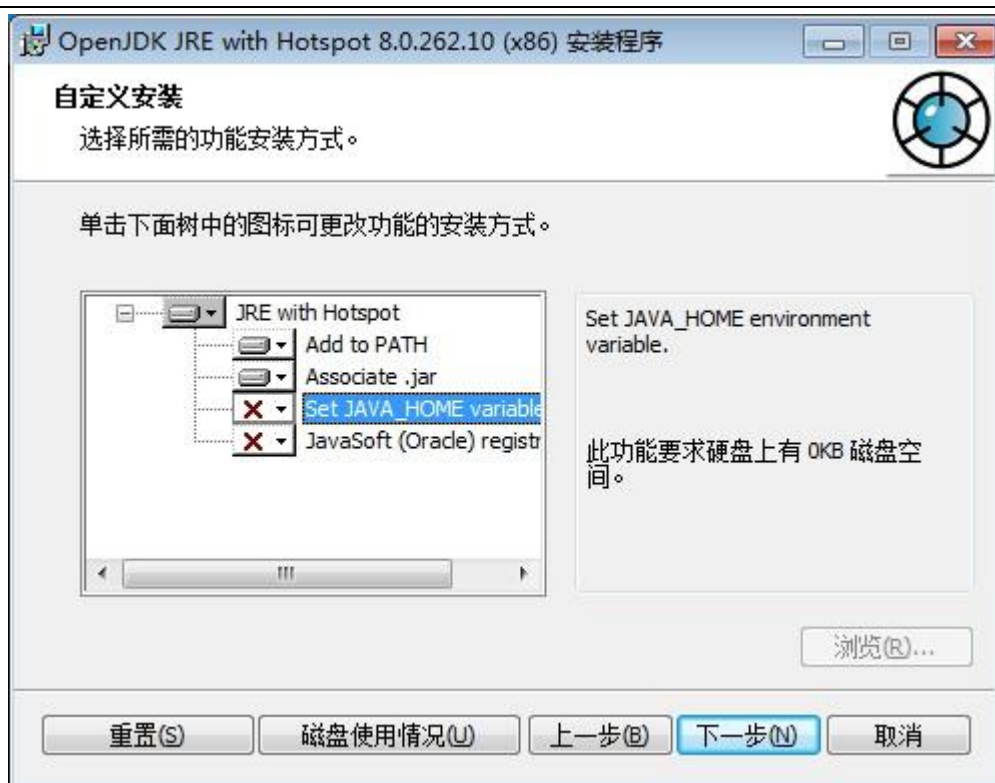 OpenJDK JRE with Hotspot 8.0.262.10 (x86) 安装程序
自定义安装
选择所需的功能安装方式。
单击下面树中的图标可更改功能的安装方式。
JRE with Hotspot
Add to PATH
Associate .jar
Set JAVA_HOME variable
JavaSoft (Oracle) registr
Set JAVA_HOME environment
variable.
此功能要求硬盘上有 0KB 磁盘空
间。
浏览(R)...
重置(S) 磁盘使用情况(U) 上一步(B) 下一步(N) 取消